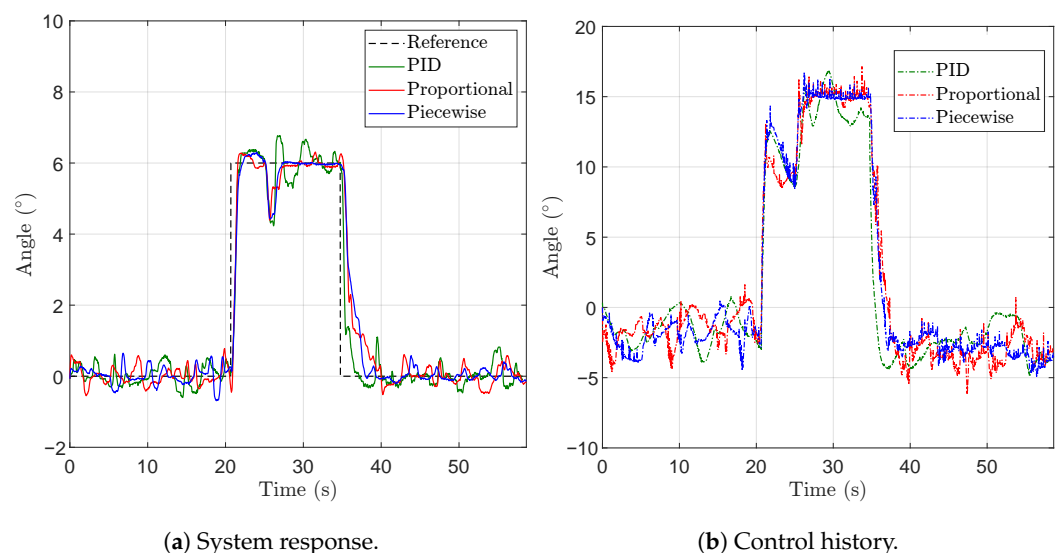 10
8
6
4
2
0
−2
Angle (°)
0 10 20 30 40 50
Time (s)
Reference
PID
Proportional
Piecewise
(a) System response.
20
15
10
5
0
−5
−10
Angle (°)
0 10 20 30 40 50
Time (s)
PID
Proportional
Piecewise
(b) Control history.